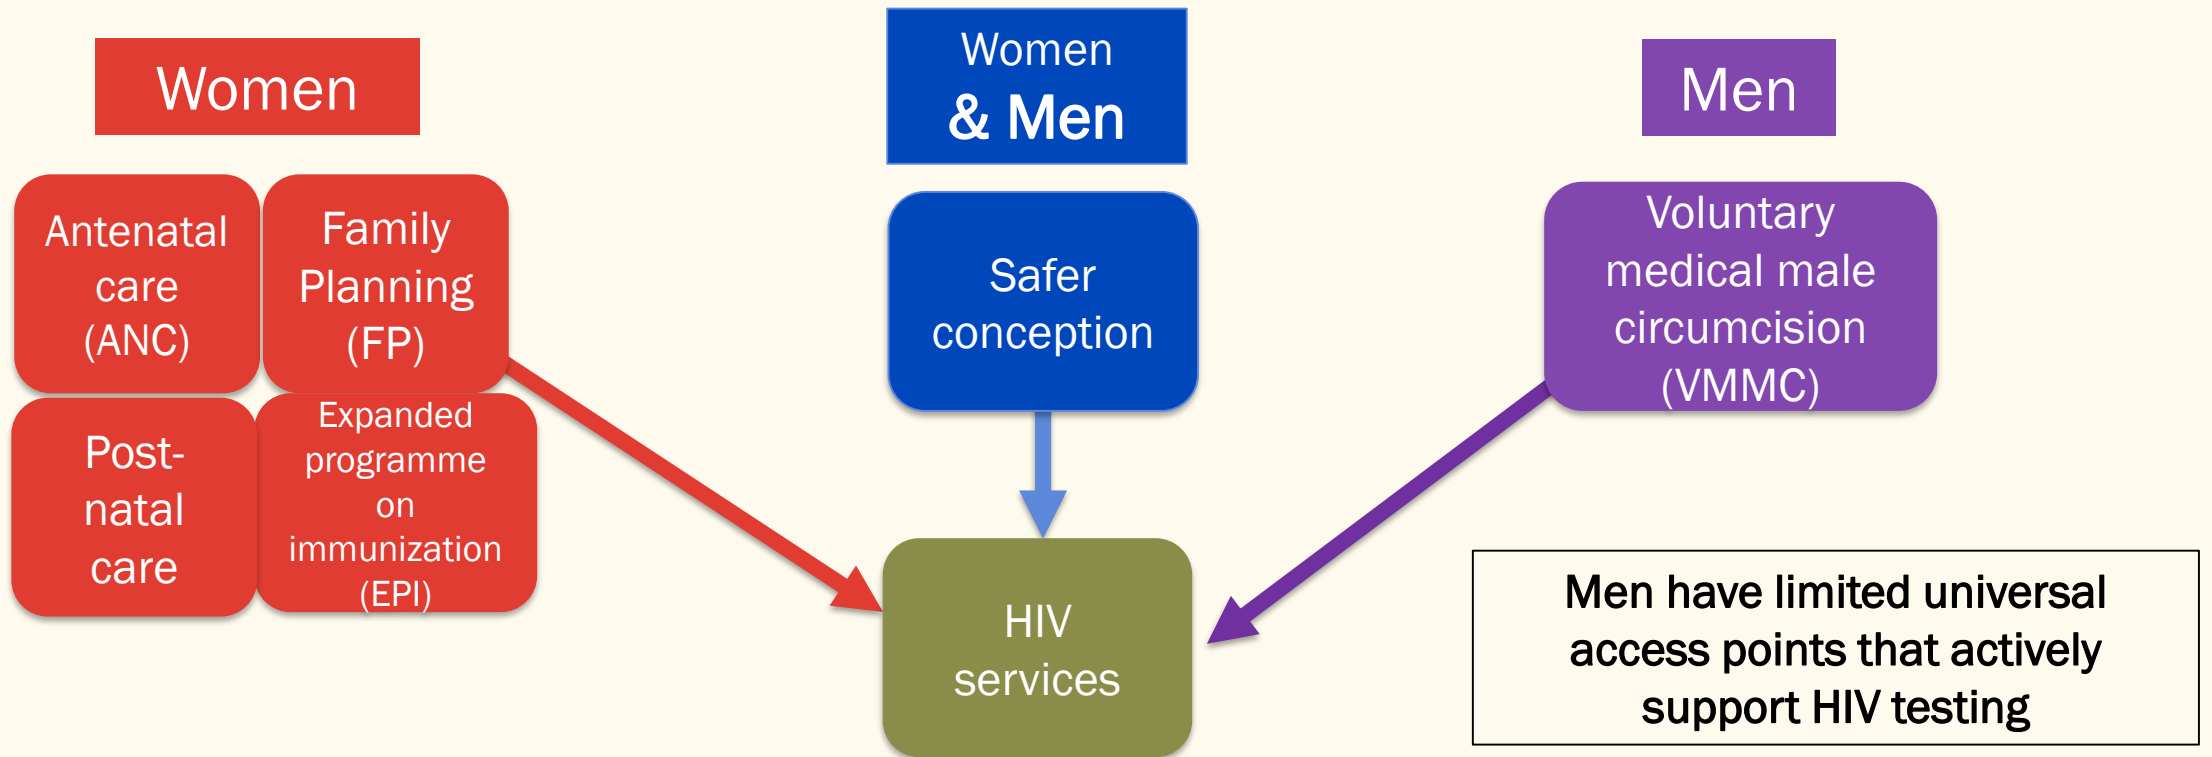 Women
Antenatal
care
(ANC)
Family
Planning
(FP)
Post-
natal
care
Expanded
programme
on
immunization
(EPI)
Women
& Men
Safer
conception
HIV
services
Men
Voluntary
medical male
circumcision
(VMMC)
Men have limited universal
access points that actively
support HIV testing